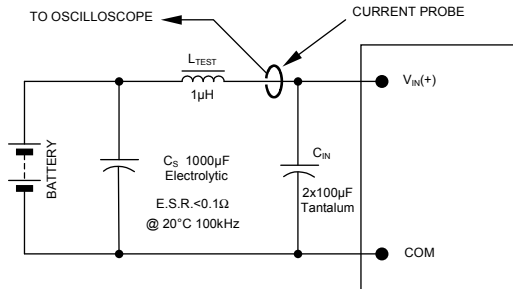 TO OSCILLOSCOPE
CURRENT PROBE
LTEST
1µH
VIN(+)
BATTERY
CS 1000µF
Electrolytic
E.S.R.<0.1Ω
@ 20°C 100kHz
CIN
2x100µF
Tantalum
COM